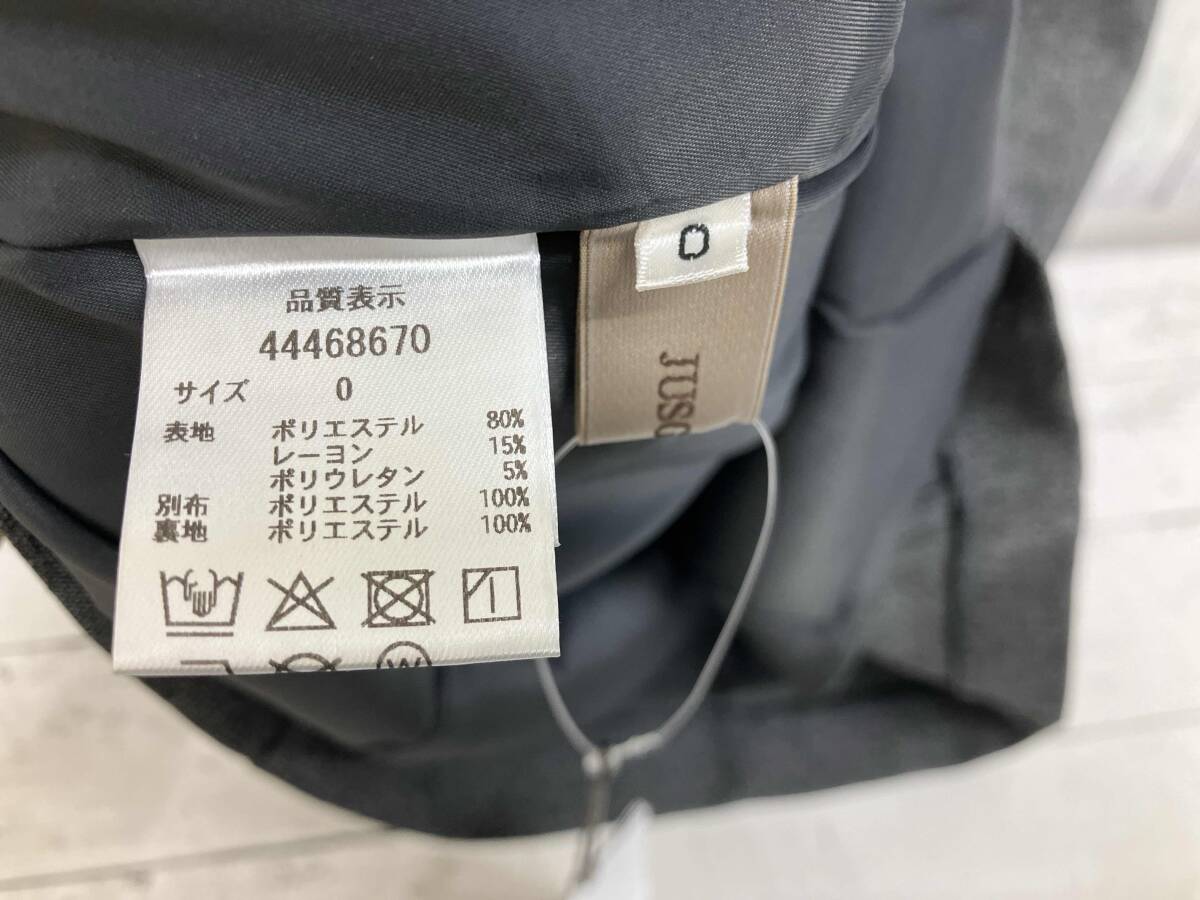 品質表示
44468670
サイズ 0
表地 ポリエステル 80%
レーヨン 15%
ポリウレタン 5%
別布 ポリエステル 100%
裏地 ポリエステル 100%
W
0
JUSG